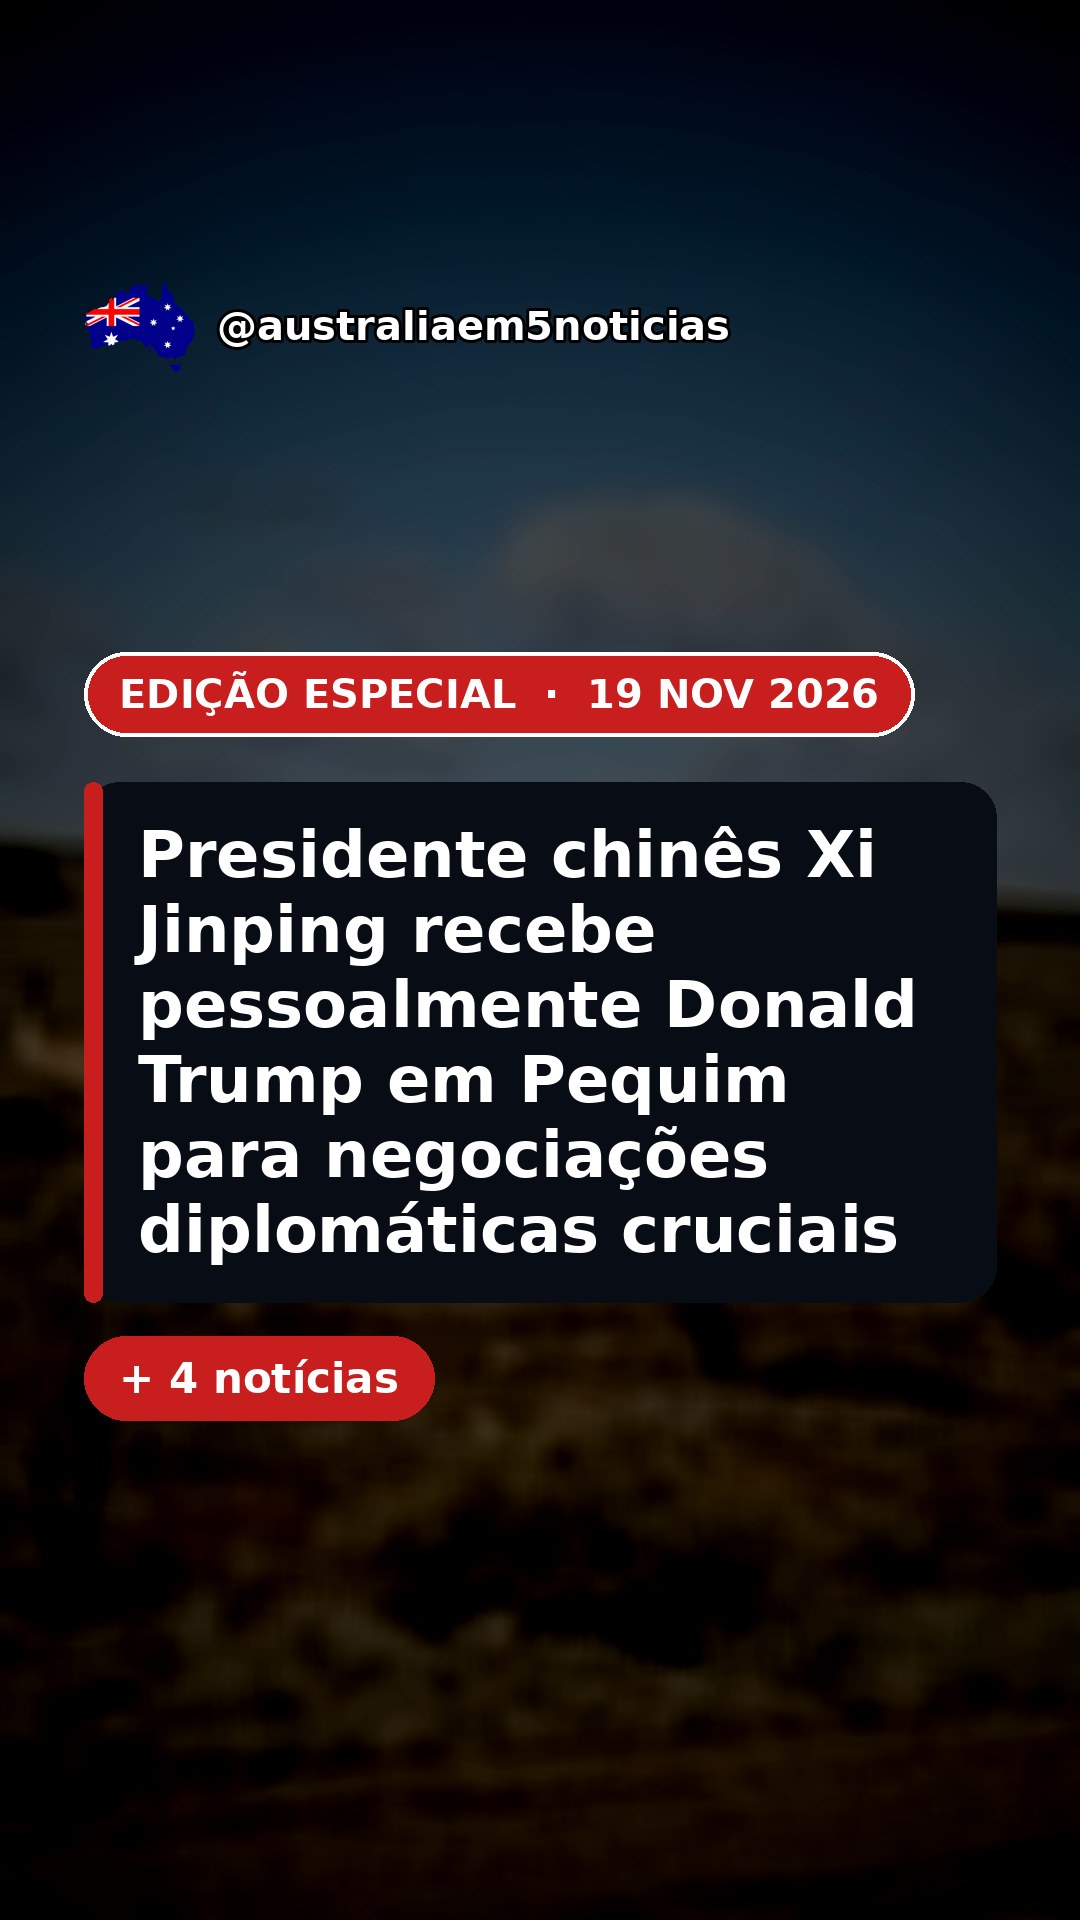 @australiaem5noticias
EDIÇÃO ESPECIAL · 19 NOV 2026
Presidente chinês Xi
Jinping recebe
pessoalmente Donald
Trump em Pequim
para negociações
diplomáticas cruciais
+ 4 notícias